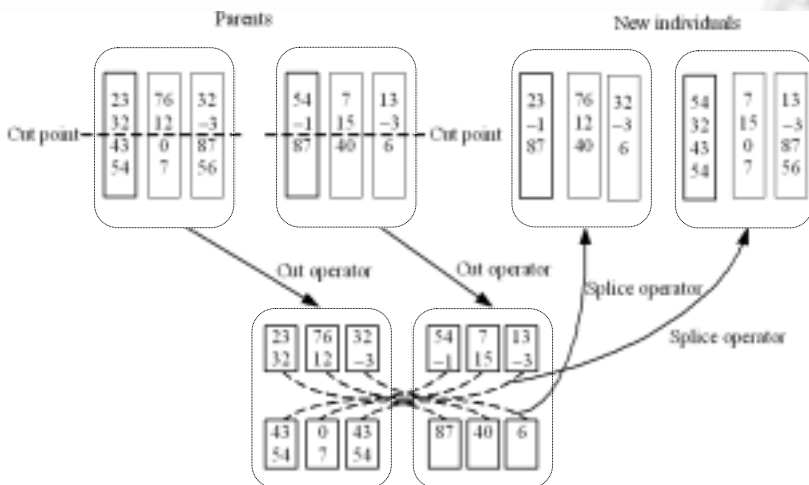 Parents
New individuals
23 76 32
32 12 –3
43 0 87
54 7 56
54 7 13
–1 15 –3
87 40 6
Cut point
Cut point
23 76 32
–1 12 –3
87 40 6
54 7 13
32 15 –3
43 0 87
54 7 56
Cut operator
Cut operator
Splice operator
Splice operator
23 76 32
32 12 –3
54 7 13
–1 15 –3
43 0 43
54 7 54
87 40 6